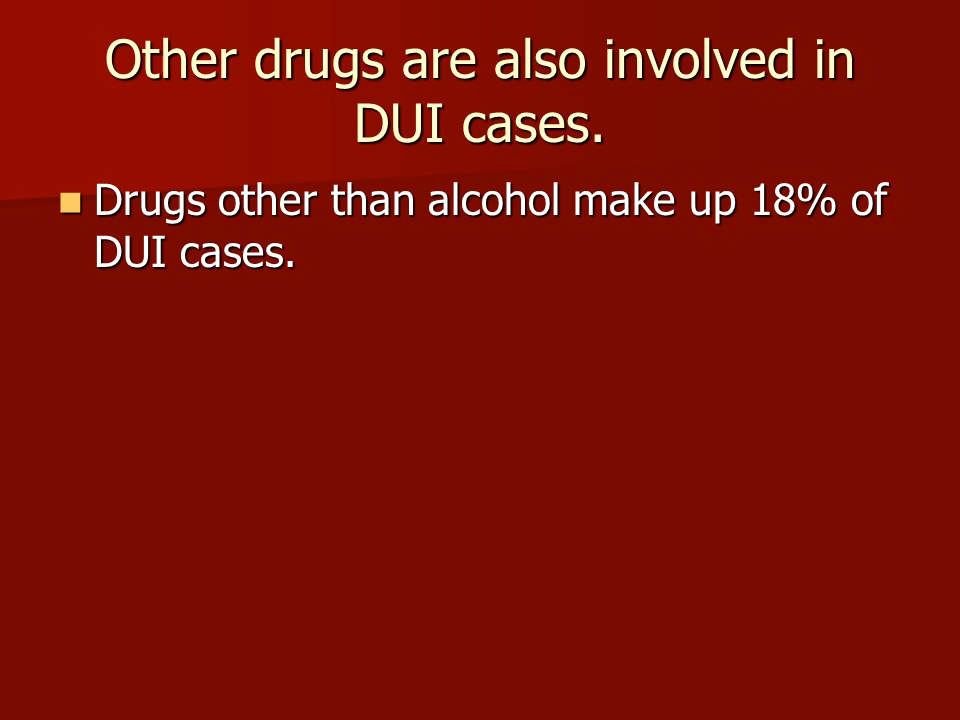 Other drugs are also involved in
DUI cases.
Drugs other than alcohol make up 18% of
DUI cases.